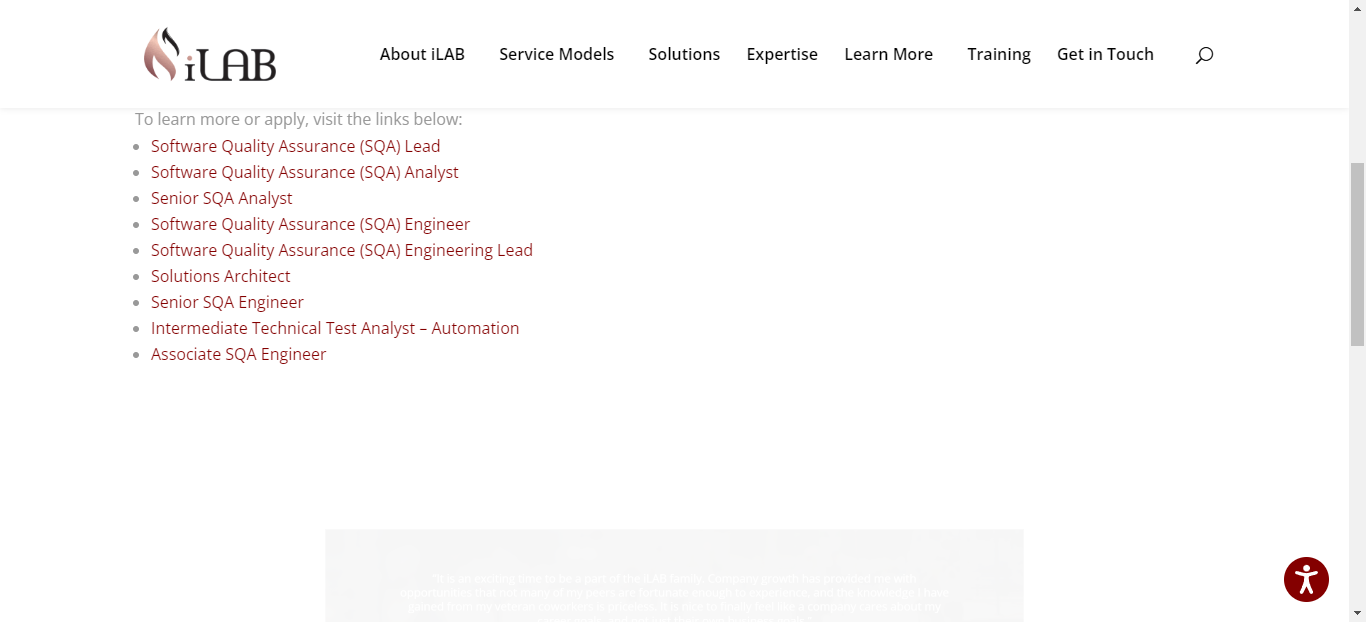 iLAB
About iLAB Service Models Solutions Expertise Learn More Training Get in Touch
To learn more or apply, visit the links below:
Software Quality Assurance (SQA) Lead
Software Quality Assurance (SQA) Analyst
Senior SQA Analyst
Software Quality Assurance (SQA) Engineer
Software Quality Assurance (SQA) Engineering Lead
Solutions Architect
Senior SQA Engineer
Intermediate Technical Test Analyst – Automation
Associate SQA Engineer
"It is an exciting time to be a part of the iLAB family. Company growth has provided me with
opportunities that not many of my peers are fortunate enough to experience, and the knowledge I have
gained from my veteran coworkers is priceless. It is nice to finally feel like a company cares about my